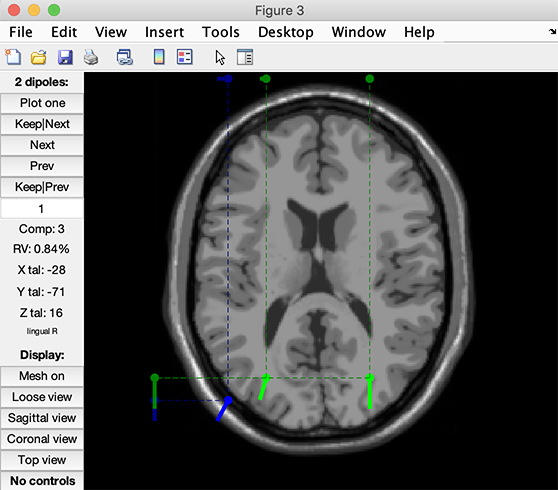 Figure 3
File Edit View Insert Tools Desktop Window Help
2 dipoles:
Plot one
Keep|Next
Next
Prev
Keep|Prev
1
Comp: 3
RV: 0.84%
X tal: -28
Y tal: -71
Z tal: 16
lingual R
Display:
Mesh on
Loose view
Sagittal view
Coronal view
Top view
No controls